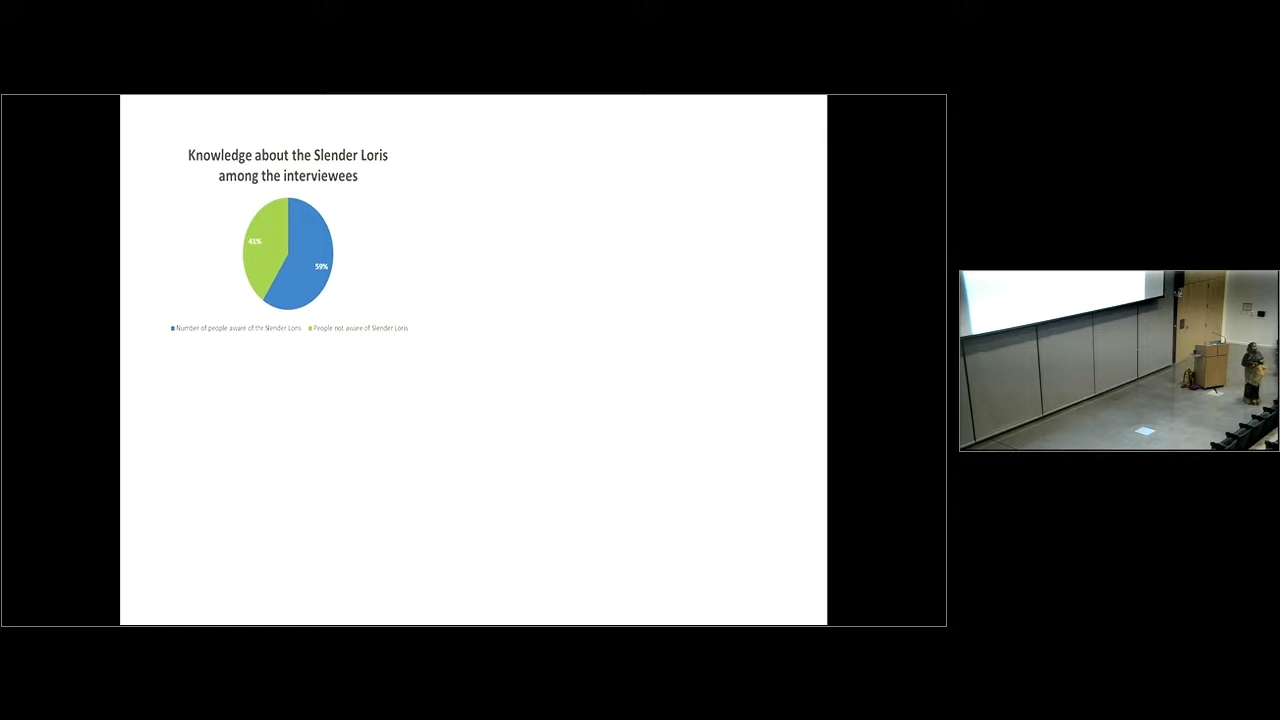 Knowledge about the Slender Loris
among the interviewees
41%
59%
Number of people aware of the Slender Loris People not aware of Slender Loris